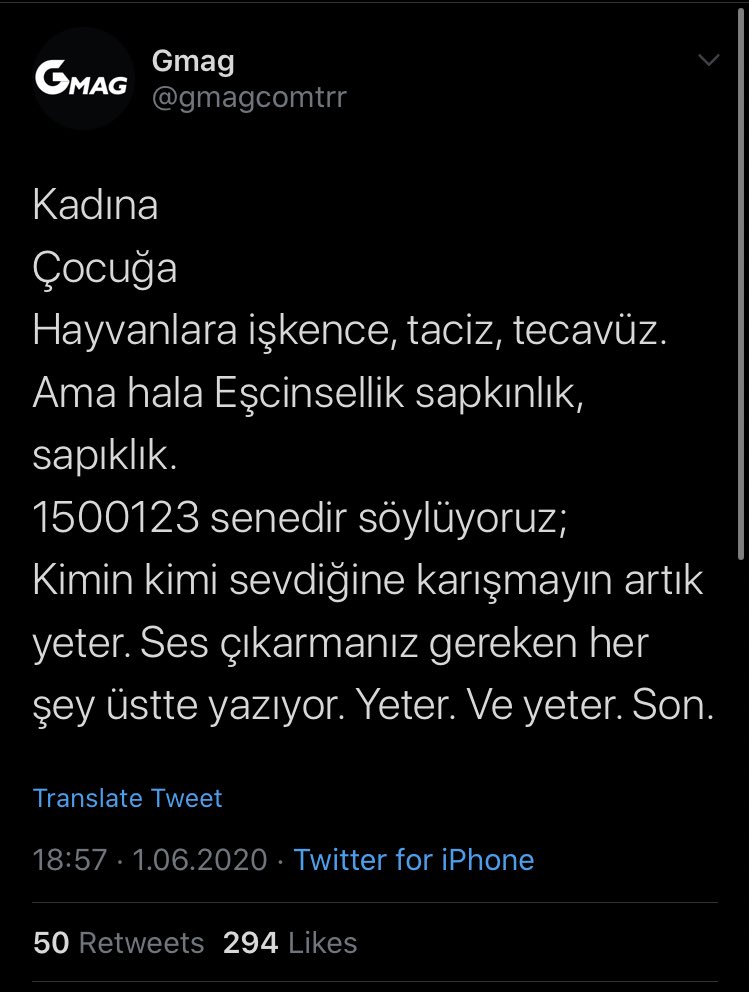 GMAG
Gmag
@gmagcomtrr
Kadına
Çocuğa
Hayvanlara işkence, taciz, tecavüz.
Ama hala Eşcinsellik sapkınlık,
sapıklık.
1500123 senedir söylüyoruz;
Kimin kimi sevdiğine karışmayın artık
yeter. Ses çıkarmanız gereken her
şey üstte yazıyor. Yeter. Ve yeter. Son.
Translate Tweet
18:57 · 1.06.2020 · Twitter for iPhone
50 Retweets 294 Likes